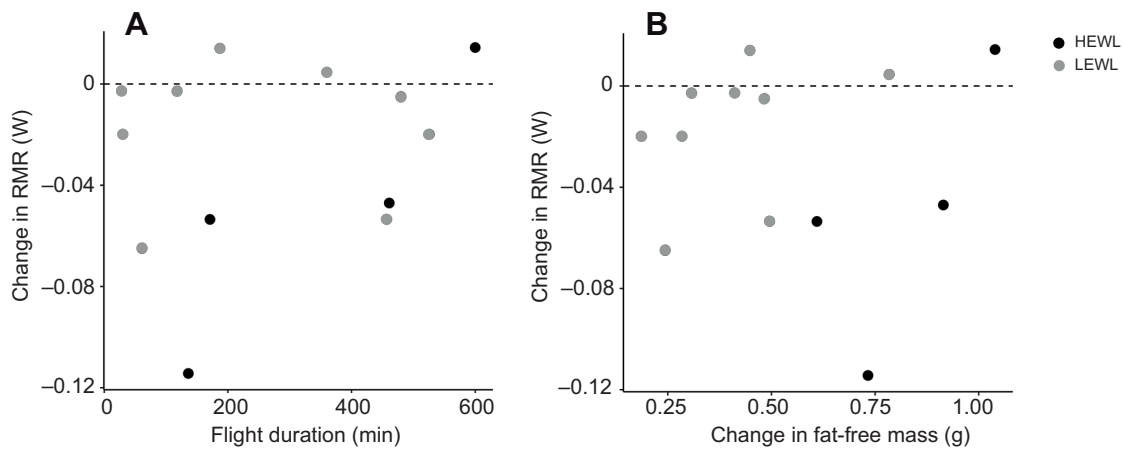 A
Change in RMR (W)
0
–0.04
–0.08
–0.12
0 200 400 600
Flight duration (min)
B
Change in RMR (W)
0
–0.04
–0.08
–0.12
0.25 0.50 0.75 1.00
Change in fat-free mass (g)
HEWL
LEWL